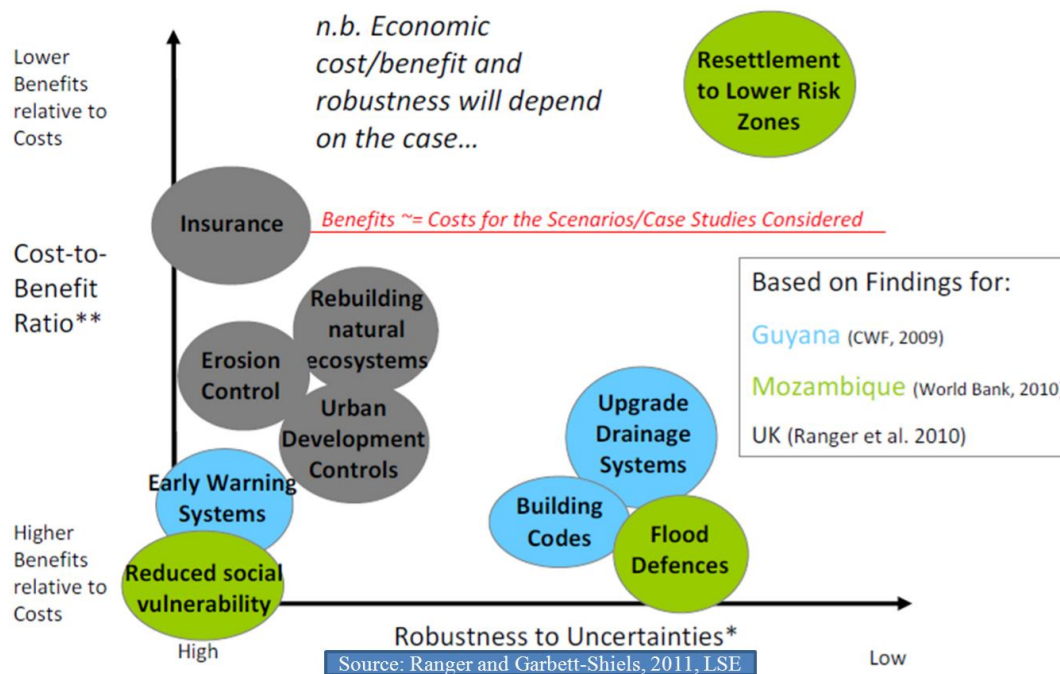 Lower
Benefits
relative to
Costs
n.b. Economic
cost/benefit and
robustness will depend
on the case…
Resettlement
to Lower Risk
Zones
Insurance
Benefits ~= Costs for the Scenarios/Case Studies Considered
Cost-to-
Benefit
Ratio**
Rebuilding
natural
ecosystems
Erosion
Control
Urban
Development
Controls
Based on Findings for:
Guyana (CWF, 2009)
Mozambique (World Bank, 2010)
UK (Ranger et al. 2010)
Upgrade
Drainage
Systems
Early Warning
Systems
Building
Codes
Flood
Defences
Higher
Benefits
relative to
Costs
Reduced social
vulnerability
High
Robustness to Uncertainties*
Low
Source: Ranger and Garbett-Shiels, 2011, LSE